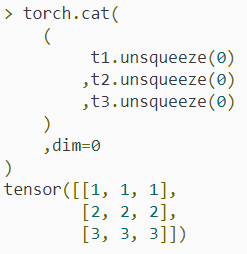 > torch.cat(
    (
         t1.unsqueeze(0)
        ,t2.unsqueeze(0)
        ,t3.unsqueeze(0)
    )
    ,dim=0
)
tensor([[1, 1, 1],
        [2, 2, 2],
        [3, 3, 3]])